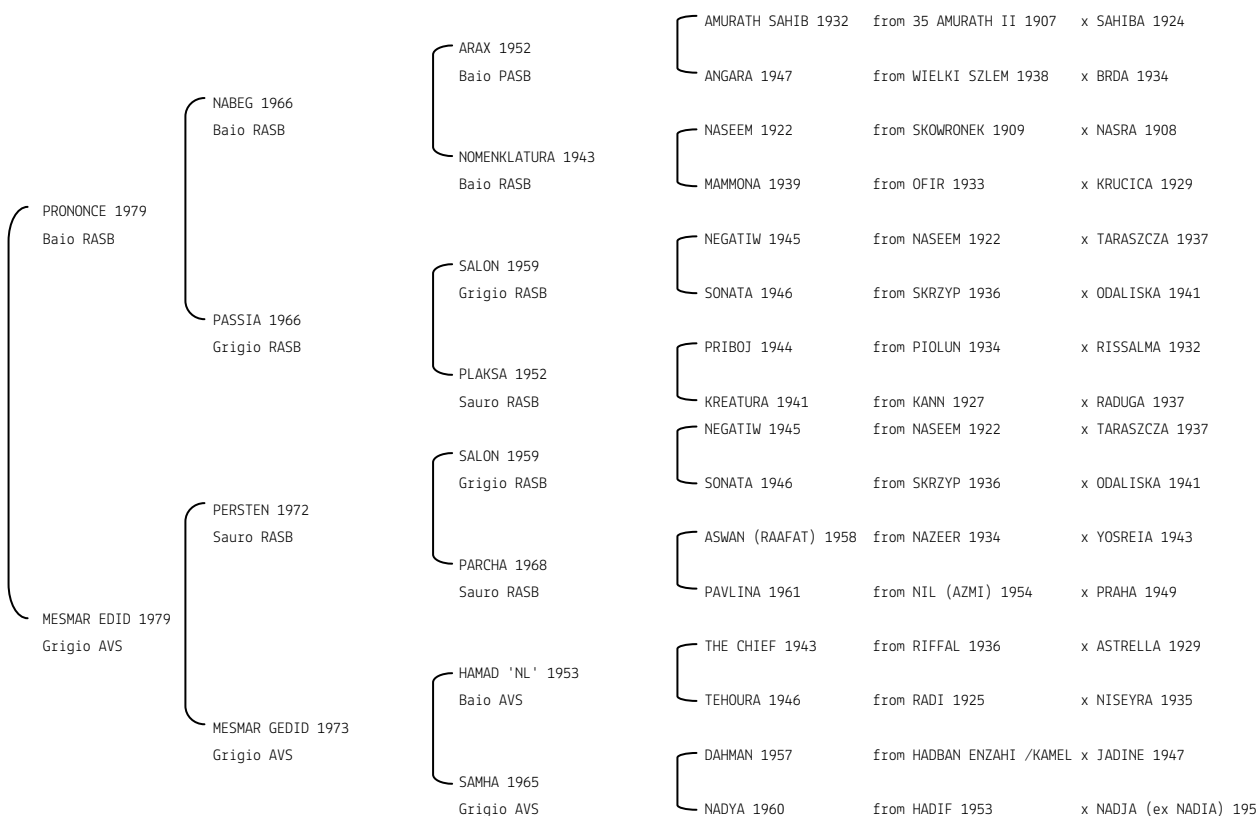 AMURATH SAHIB 1932 from 35 AMURATH II 1907 x SAHIBA 1924
ARAX 1952
Baio PASB
ANGARA 1947 from WIELKI SZLEM 1938 x BRDA 1934
NABEG 1966
Baio RASB
NASEEM 1922 from SKOWRONEK 1909 x NASRA 1908
NOMENKLATURA 1943
Baio RASB
MAMMONA 1939 from OFIR 1933 x KRUCICA 1929
PRONONCE 1979
Baio RASB
NEGATIW 1945 from NASEEM 1922 x TARASZCZA 1937
SALON 1959
Grigio RASB
SONATA 1946 from SKRZYP 1936 x ODALISKA 1941
PASSIA 1966
Grigio RASB
PRIBOJ 1944 from PIOLUN 1934 x RISSALMA 1932
PLAKSA 1952
Sauro RASB
KREATURA 1941 from KANN 1927 x RADUGA 1937
NEGATIW 1945 from NASEEM 1922 x TARASZCZA 1937
SALON 1959
Grigio RASB
SONATA 1946 from SKRZYP 1936 x ODALISKA 1941
PERSTEN 1972
Sauro RASB
ASWAN (RAAFAT) 1958 from NAZEER 1934 x YOSREIA 1943
PARCHA 1968
Sauro RASB
PAVLINA 1961 from NIL (AZMI) 1954 x PRAHA 1949
MESMAR EDID 1979
Grigio AVS
THE CHIEF 1943 from RIFFAL 1936 x ASTRELLA 1929
HAMAD 'NL' 1953
Baio AVS
TEHOURA 1946 from RADI 1925 x NISEYRA 1935
MESMAR GEDID 1973
Grigio AVS
DAHMAN 1957 from HADBAN ENZAHI /KAMEL x JADINE 1947
SAMHA 1965
Grigio AVS
NADYA 1960 from HADIF 1953 x NADJA (ex NADIA) 195